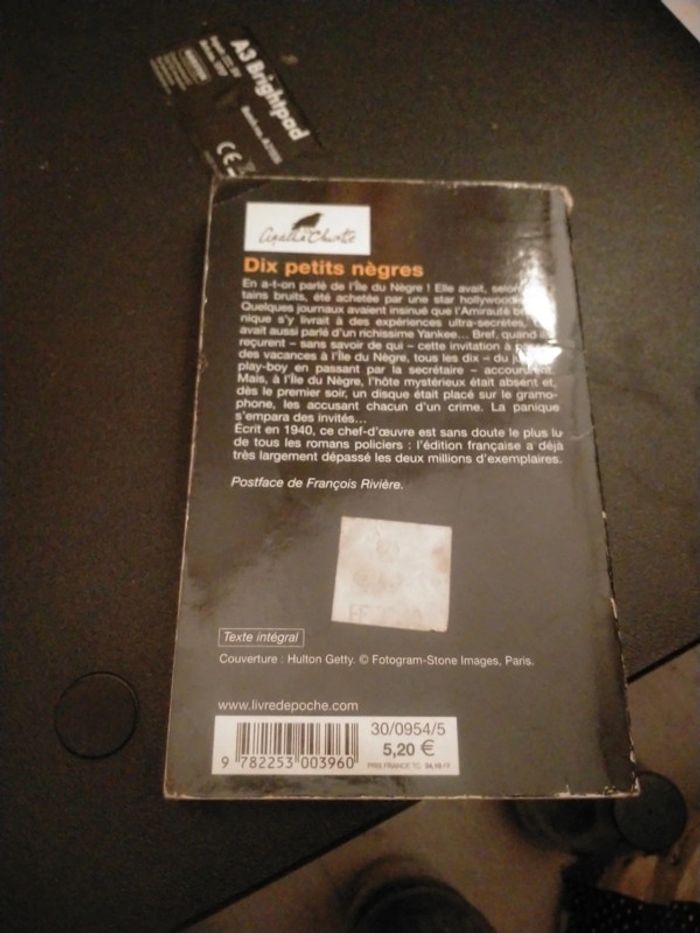 A3 Brightpad
CE
Agatha Christie
Dix petits nègres
En a-t-on parlé de l'Île du Nègre ! Elle avait, selon
tains bruits, été achetée par une star hollywood
Quelques journaux avaient insinué que l'Amirauté b
nique s'y livrait à des expériences ultra-secrètes.
avait aussi parlé d'un richissime Yankee... Bref, quand
reçurent – sans savoir de qui – cette invitation à
des vacances à l'Île du Nègre, tous les dix – du
play-boy en passant par la secrétaire – accoururent.
Mais, à l'Île du Nègre, l'hôte mystérieux était absent et,
dès le premier soir, un disque était placé sur le gramo-
phone, les accusant chacun d'un crime. La panique
s'empara des invités...
Écrit en 1940, ce chef-d'œuvre est sans doute le plus lu
de tous les romans policiers : l'édition française a déjà
très largement dépassé les deux millions d'exemplaires.
Postface de François Rivière.
Texte intégral
Couverture : Hulton Getty. © Fotogram-Stone Images, Paris.
www.livredepoche.com
30/0954/5
5,20 €
9 782253 003960
PRIX FRANCE TC 34,10 FF